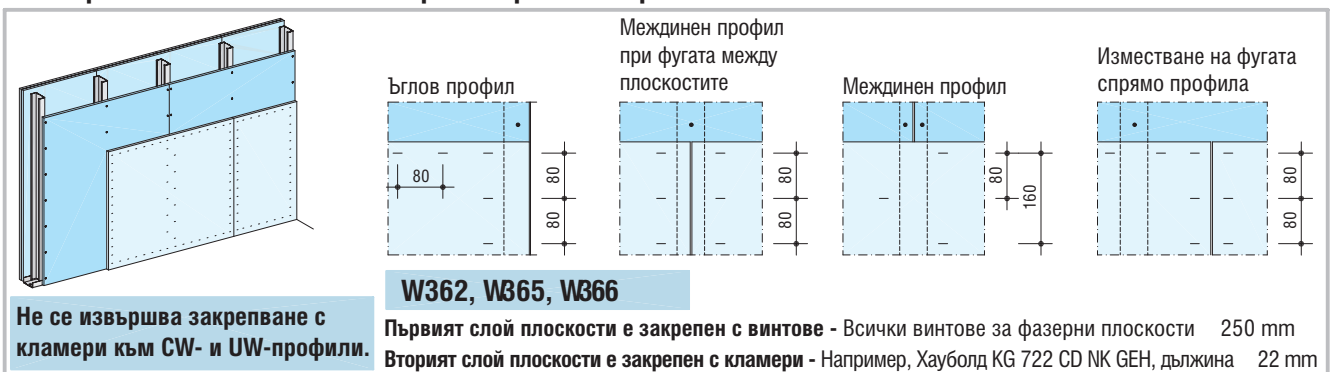 Междинен профил
при фугата между
плоскостите
Изместване на фугата
спрямо профила
Ъглов профил
Междинен профил
80
80
80
80
80
80
160
80
80
W362, W365, W366
Не се извършва закрепване с
кламери към CW- и UW-профили.
Първият слой плоскости е закрепен с винтове - Всички винтове за фазерни плоскости 250 mm
Вторият слой плоскости е закрепен с кламери - Например, Хауболд KG 722 CD NK GEH, дължина 22 mm